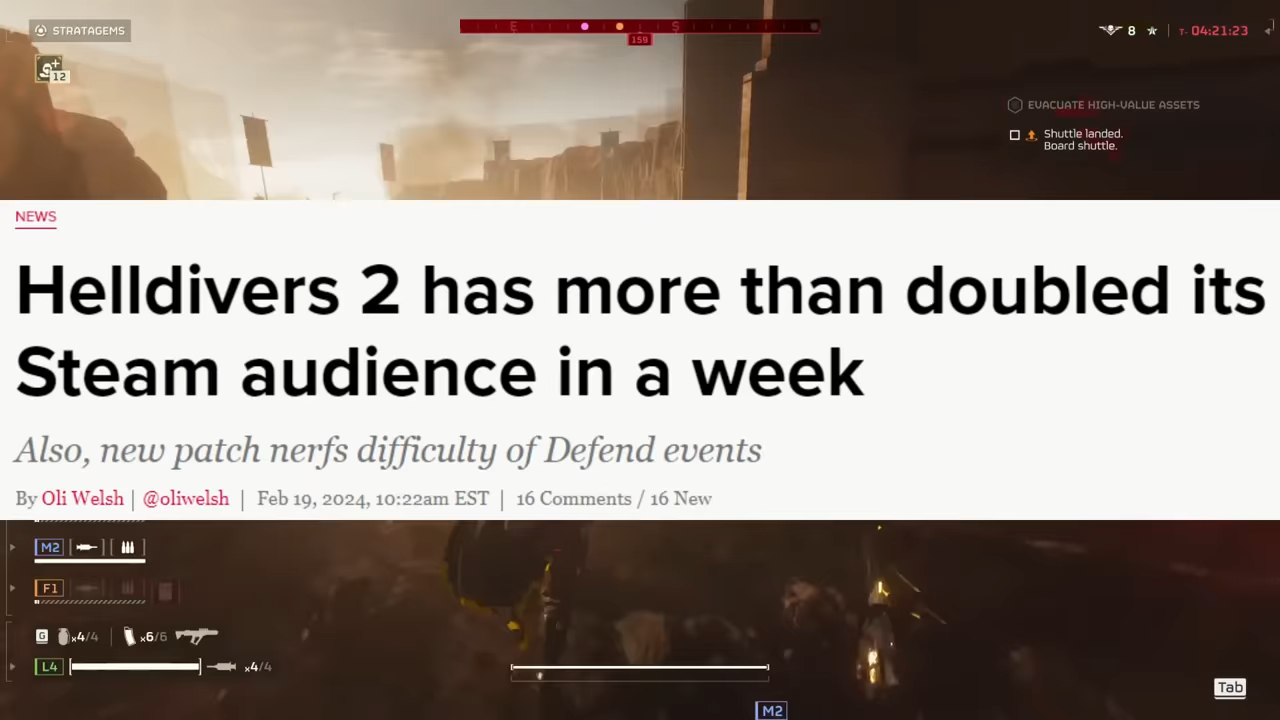 STRATAGEMS
E
S
159
8
T- 04:21:23
12
EVACUATE HIGH-VALUE ASSETS
Shuttle landed.
Board shuttle.
NEWS
Helldivers 2 has more than doubled its
Steam audience in a week
Also, new patch nerfs difficulty of Defend events
By Oli Welsh | @oliwelsh | Feb 19, 2024, 10:22am EST | 16 Comments / 16 New
M2
F1
G x4/4 | x6/6
L4 x4/4
Tab
M2